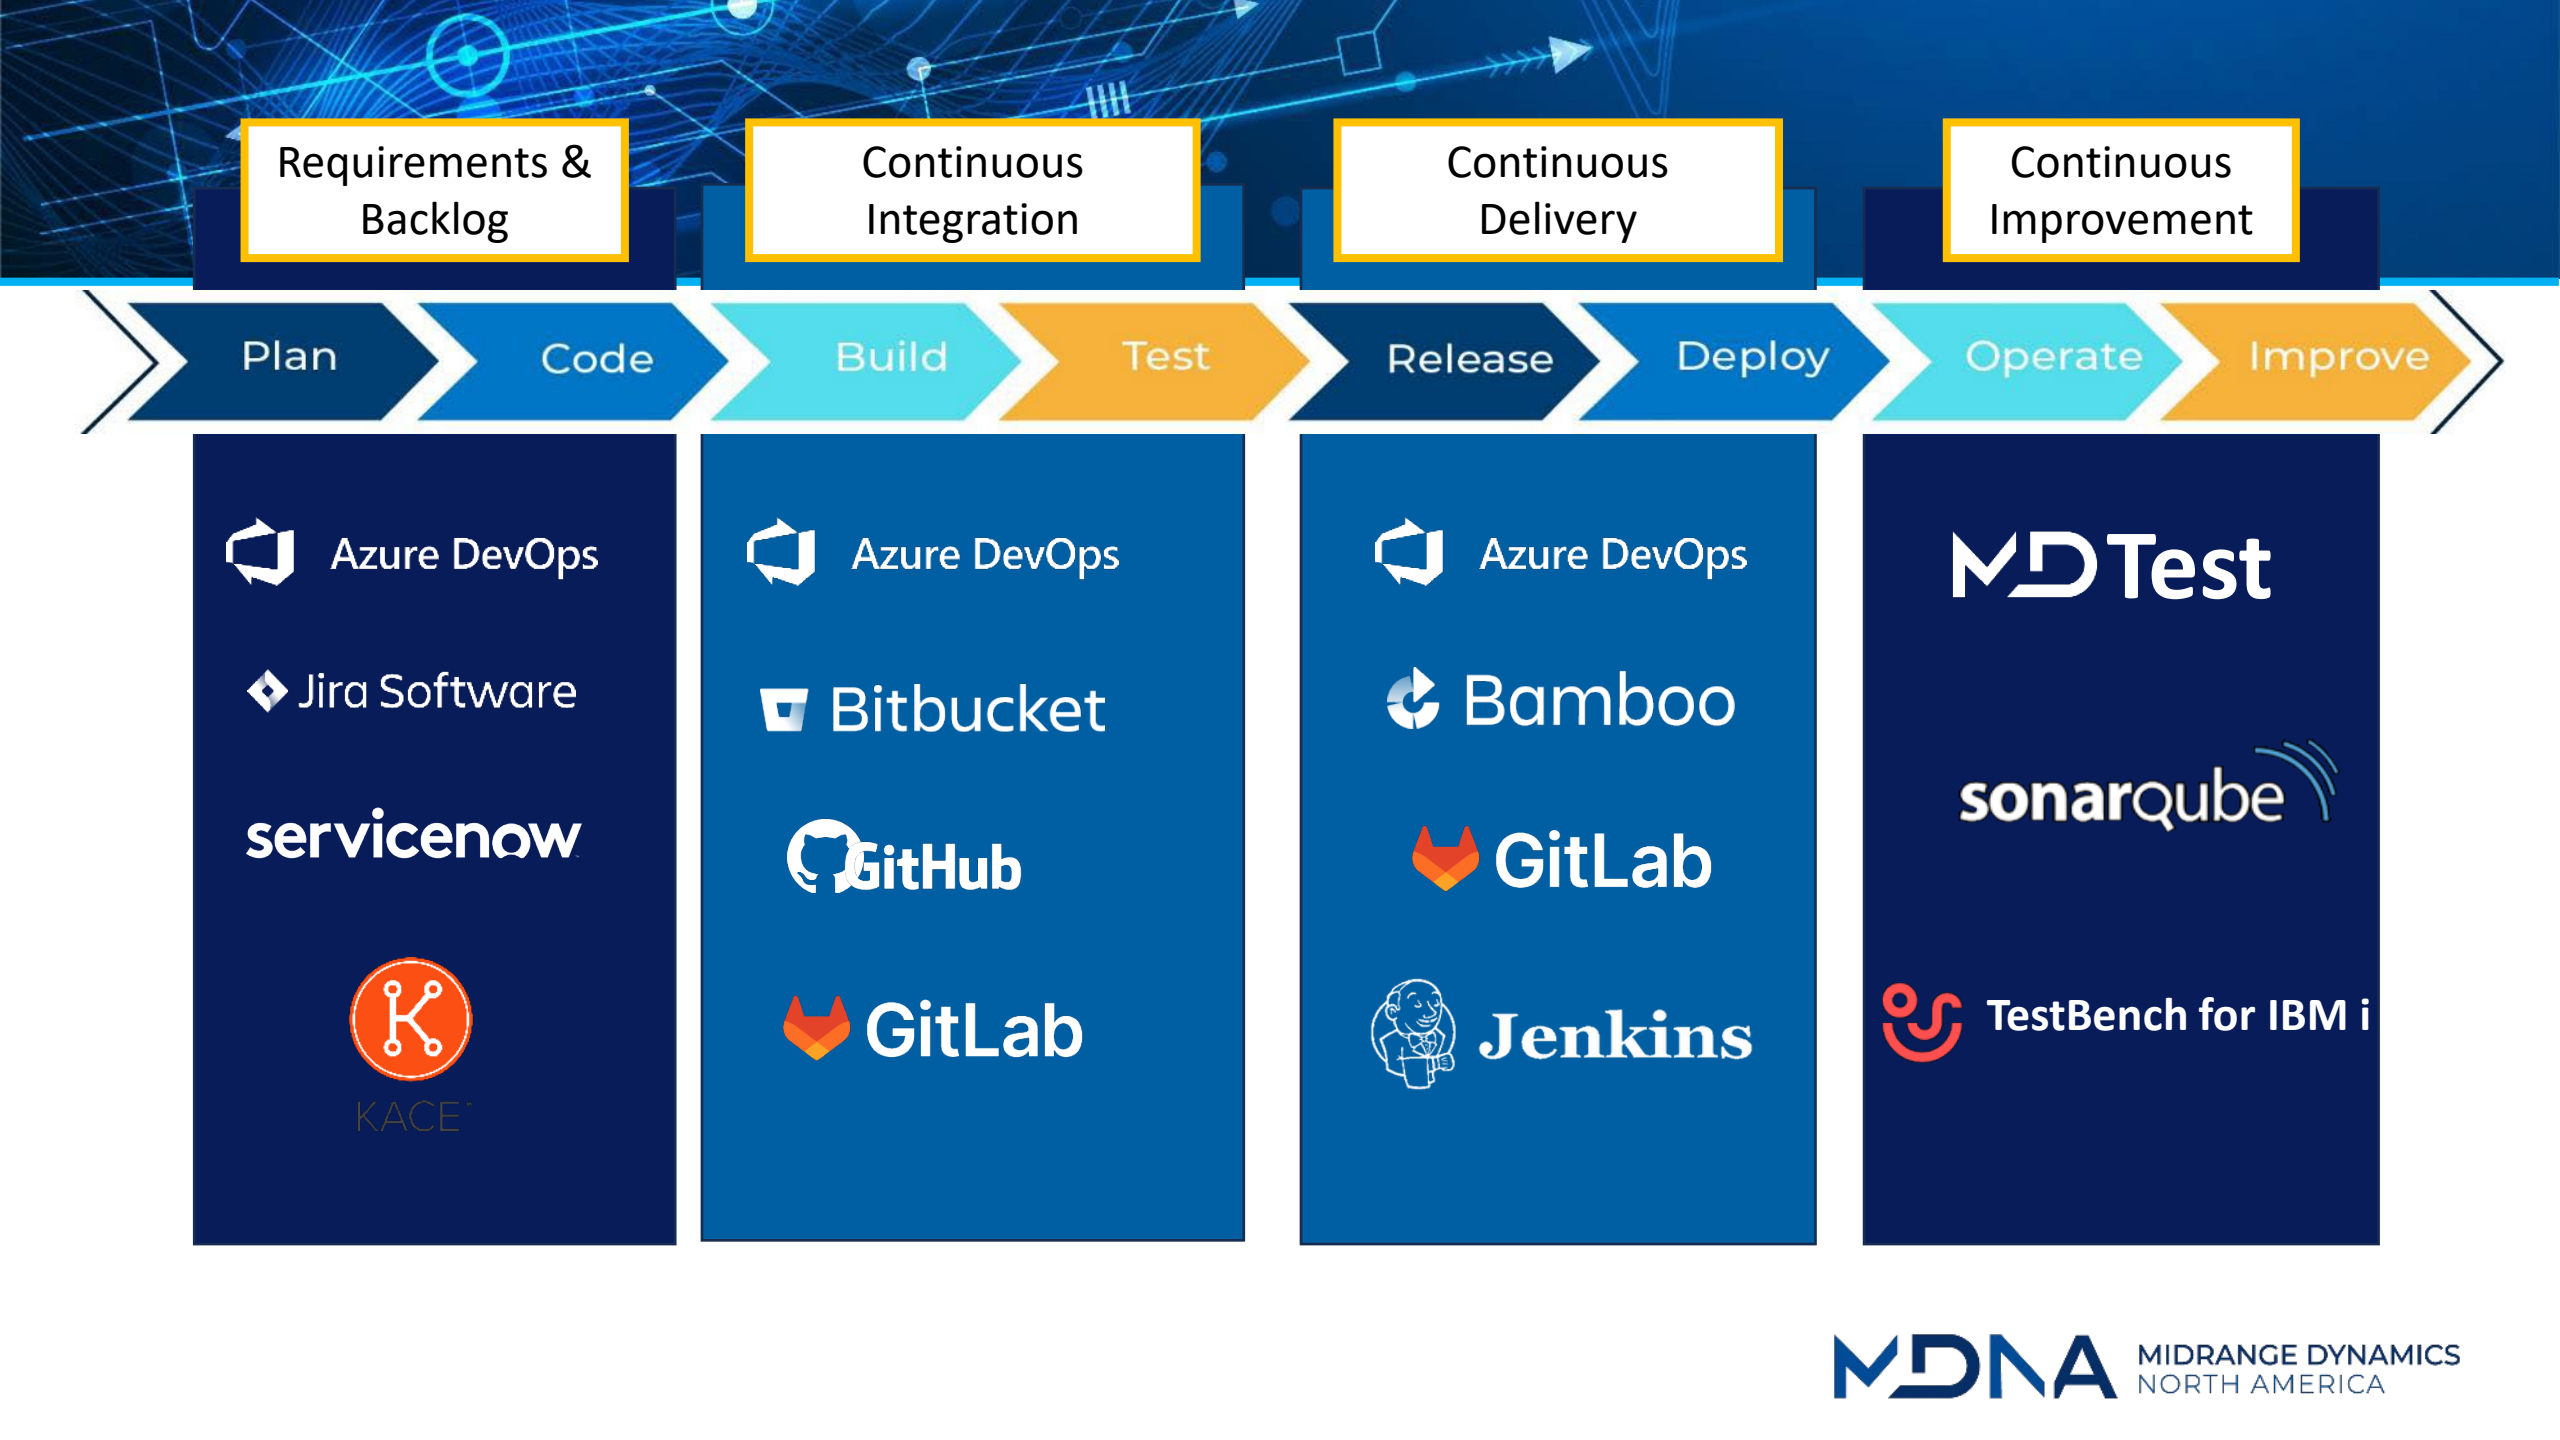 Requirements &
Backlog
Continuous
Integration
Continuous
Delivery
Continuous
Improvement
Plan
Code
Build
Test
Release
Deploy
Operate
Improve
Azure DevOps
Jira Software
servicenow
KACE
Azure DevOps
Bitbucket
GitHub
GitLab
Azure DevOps
Bamboo
GitLab
Jenkins
MDTest
sonarqube
TestBench for IBM i
MDNA
MIDRANGE DYNAMICS
NORTH AMERICA